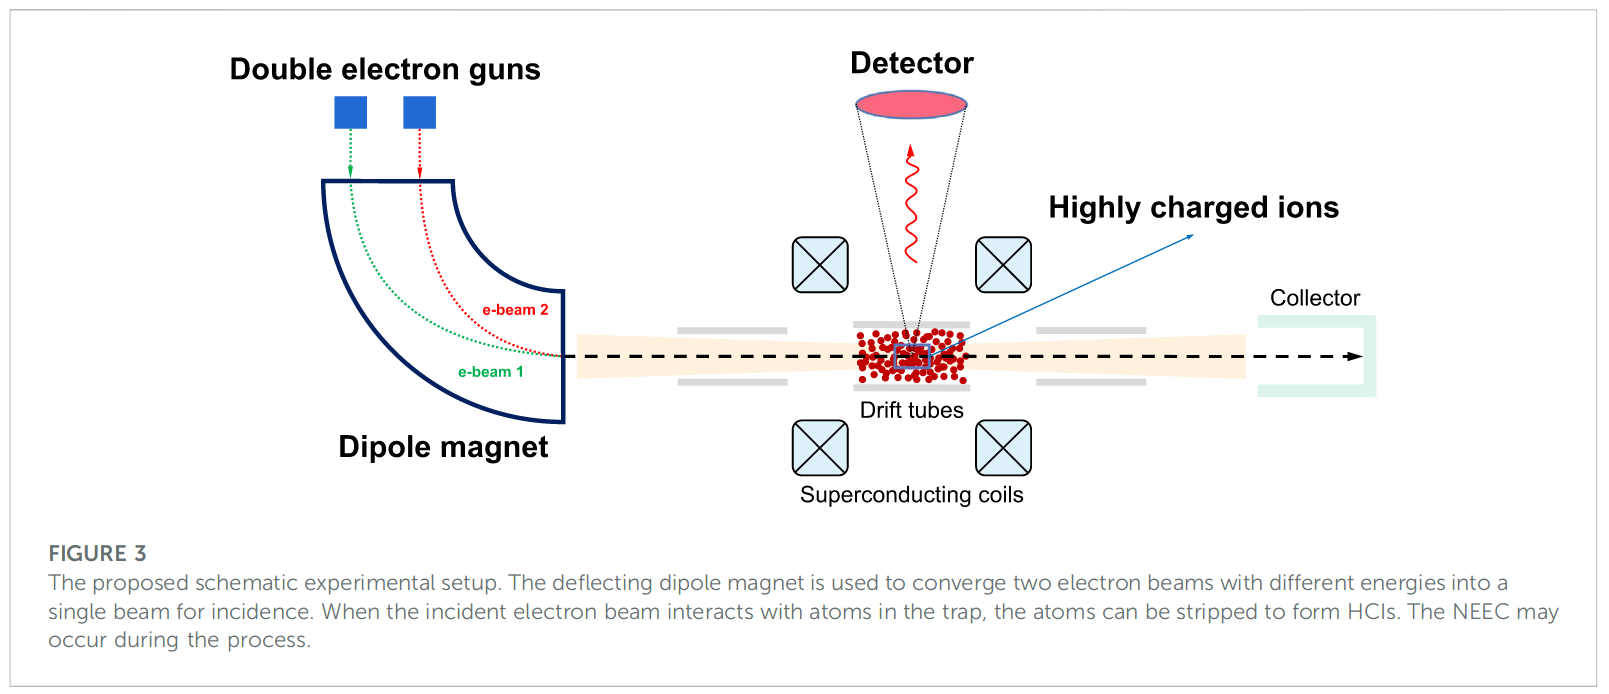 Double electron guns
Detector
Highly charged ions
e-beam 2
Collector
e-beam 1
Drift tubes
Dipole magnet
Superconducting coils
FIGURE 3
The proposed schematic experimental setup. The deflecting dipole magnet is used to converge two electron beams with different energies into a
single beam for incidence. When the incident electron beam interacts with atoms in the trap, the atoms can be stripped to form HCIs. The NEEC may
occur during the process.